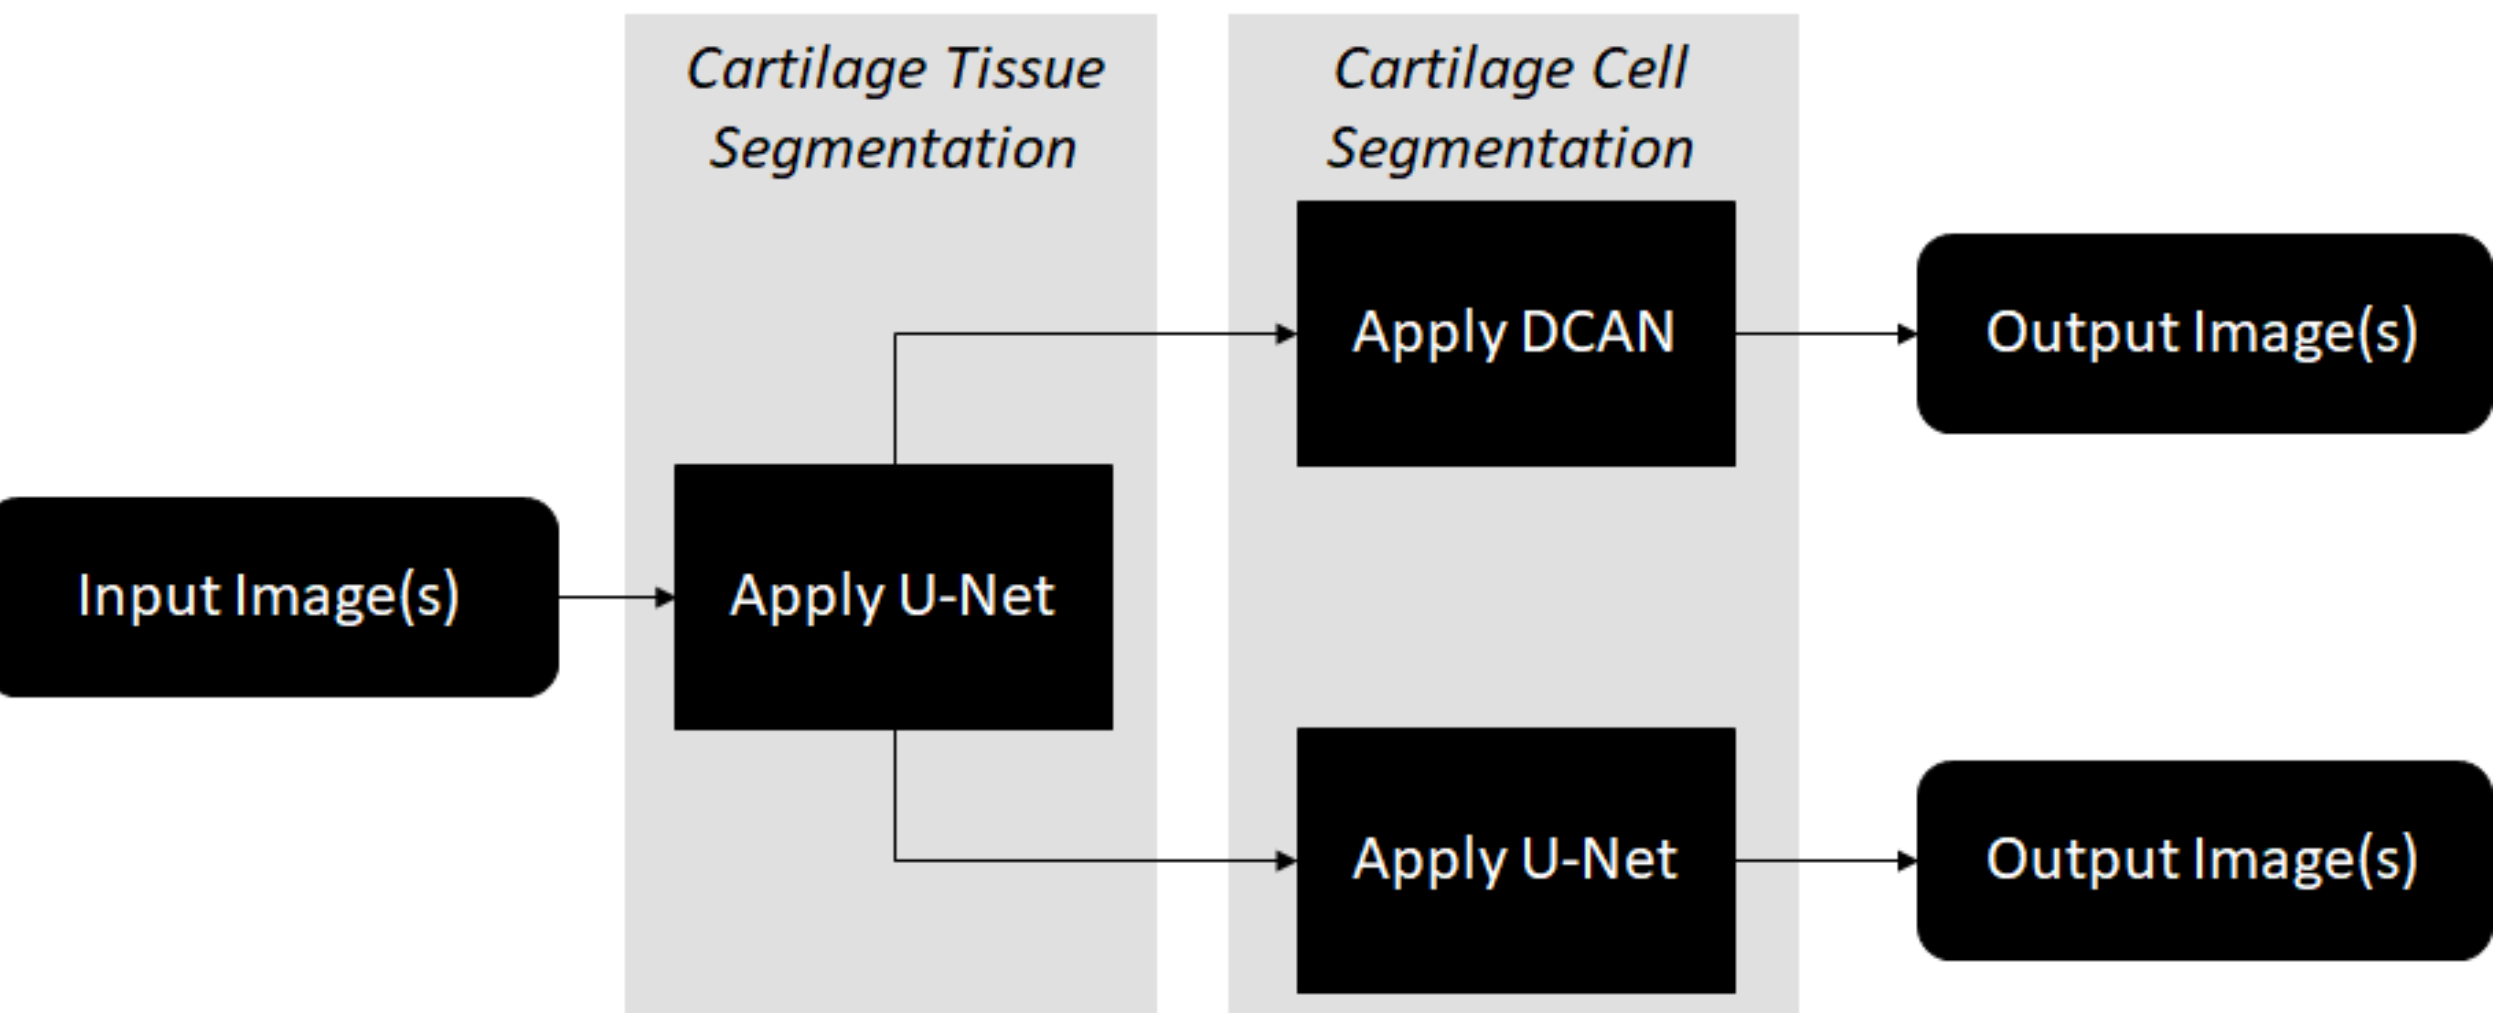 Cartilage Tissue
Segmentation
Cartilage Cell
Segmentation
Apply DCAN
Output Image(s)
Input Image(s)
Apply U-Net
Apply U-Net
Output Image(s)